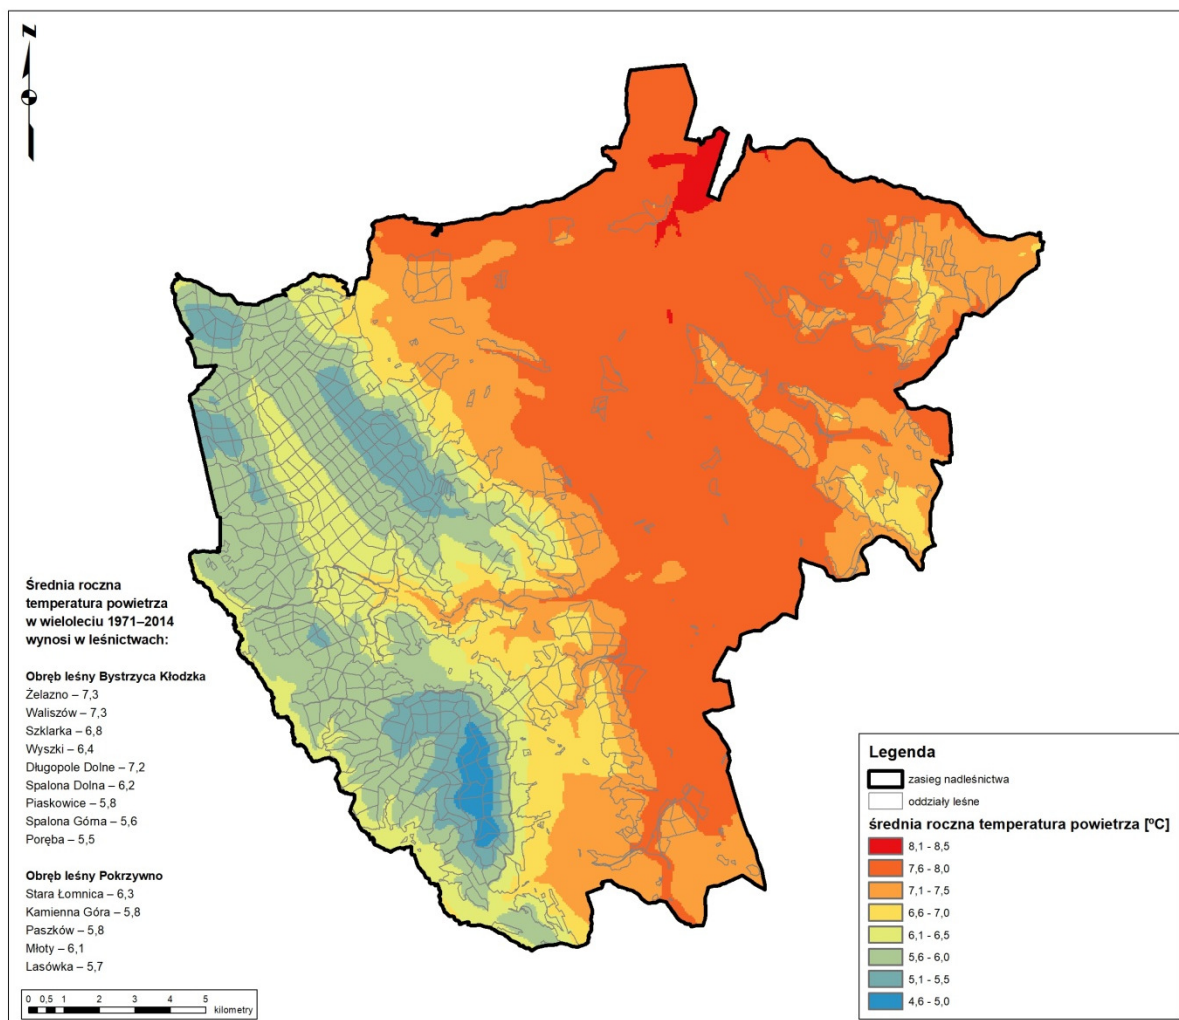 N
Średnia roczna
temperatura powietrza
w wieloleciu 1971–2014
wynosi w leśnictwach:
Obręb leśny Bystrzyca Kłodzka
Żelazno – 7,3
Waliszów – 7,3
Szklarka – 6,8
Wyszki – 6,4
Długopole Dolne – 7,2
Spalona Dolna – 6,2
Piaskowice – 5,8
Spalona Górna – 5,6
Poręba – 5,5
Obręb leśny Pokrzywno
Stara Łomnica – 6,3
Kamienna Góra – 5,8
Paszków – 5,8
Młoty – 6,1
Lasówka – 5,7
0 0,5 1 2 3 4 5
kilometry
Legenda
zasięg nadleśnictwa
oddziały leśne
średnia roczna temperatura powietrza [ºC]
8,1 - 8,5
7,6 - 8,0
7,1 - 7,5
6,6 - 7,0
6,1 - 6,5
5,6 - 6,0
5,1 - 5,5
4,6 - 5,0